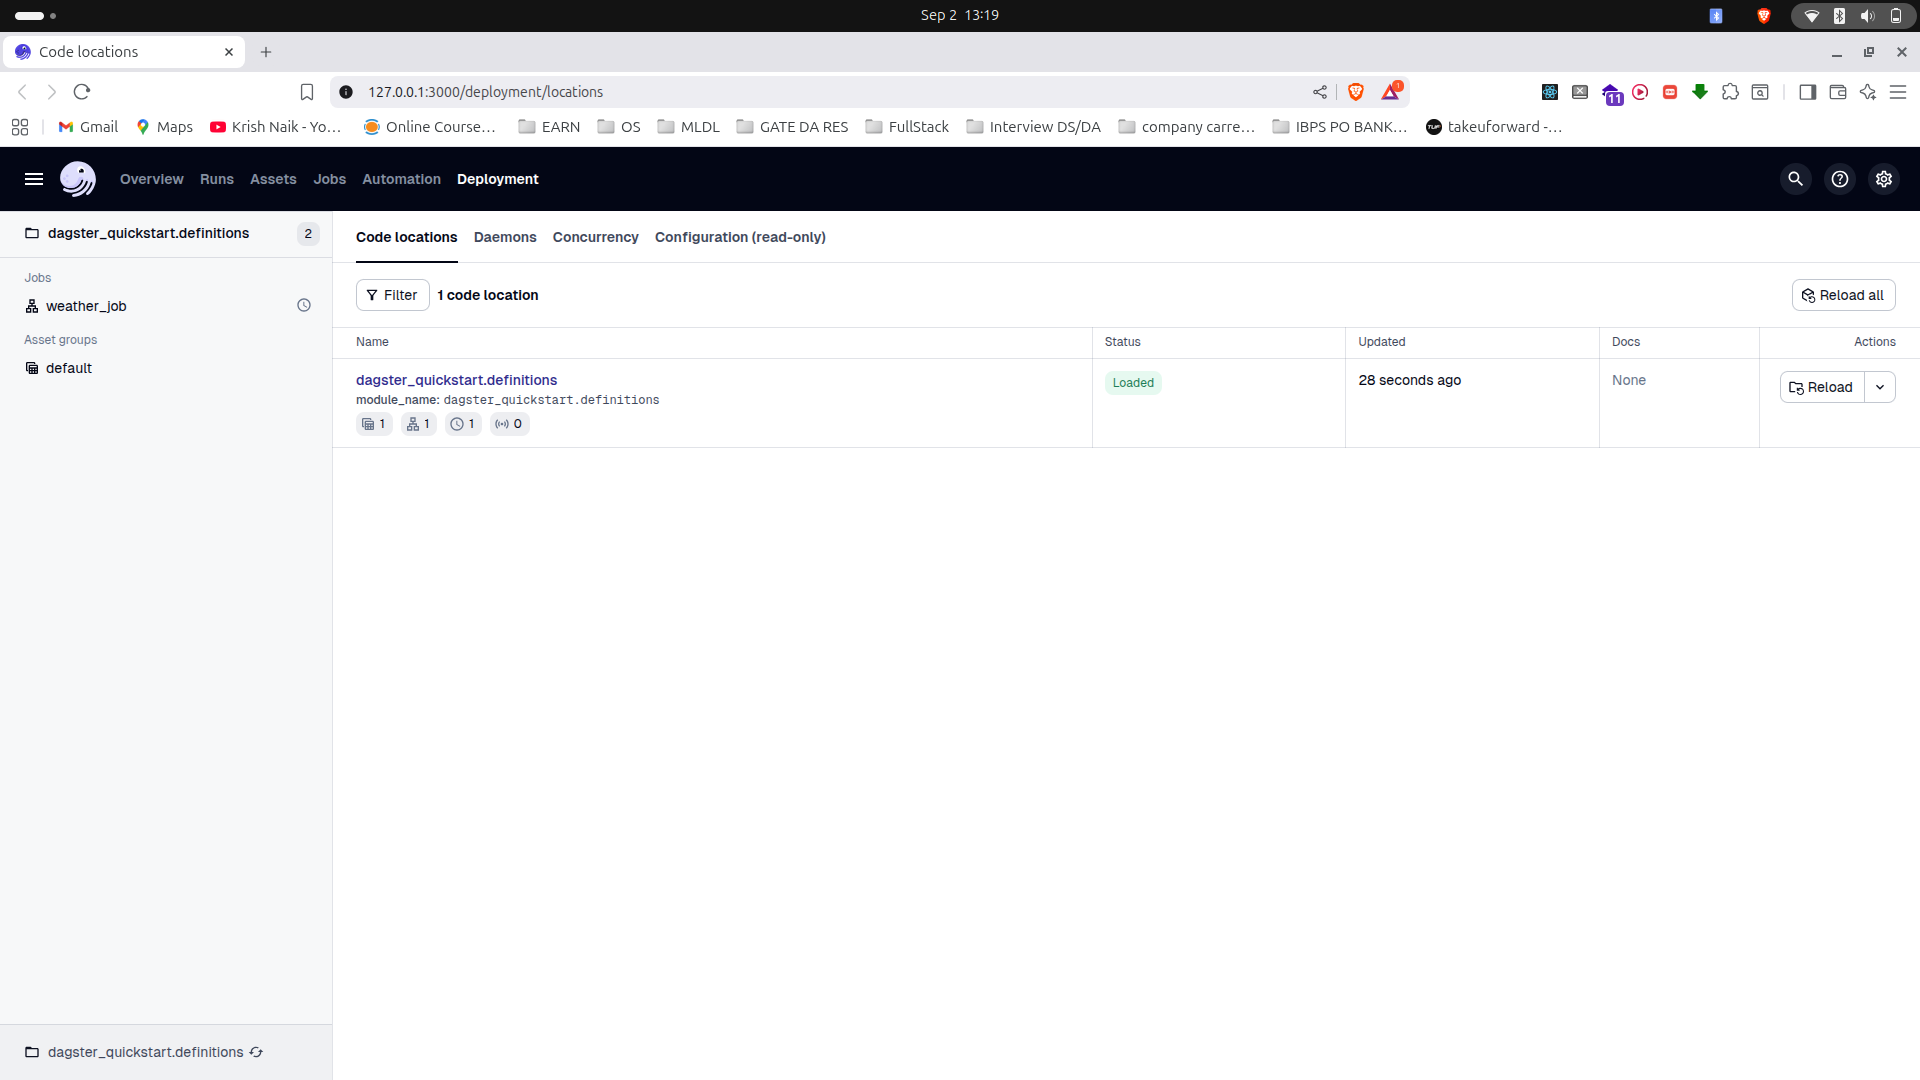 Sep 2 13:19
Code locations
127.0.0.1:3000/deployment/locations
1
11
Gmail
Maps
Krish Naik - Yo...
Online Course...
EARN
OS
MLDL
GATE DA RES
FullStack
Interview DS/DA
company carre...
IBPS PO BANK...
takeuforward -...
Overview
Runs
Assets
Jobs
Automation
Deployment
dagster_quickstart.definitions
2
Jobs
weather_job
Asset groups
default
Code locations
Daemons
Concurrency
Configuration (read-only)
Filter
1 code location
Reload all
Name
Status
Updated
Docs
Actions
dagster_quickstart.definitions
Loaded
28 seconds ago
None
Reload
module_name: dagster_quickstart.definitions
1
1
1
0
dagster_quickstart.definitions